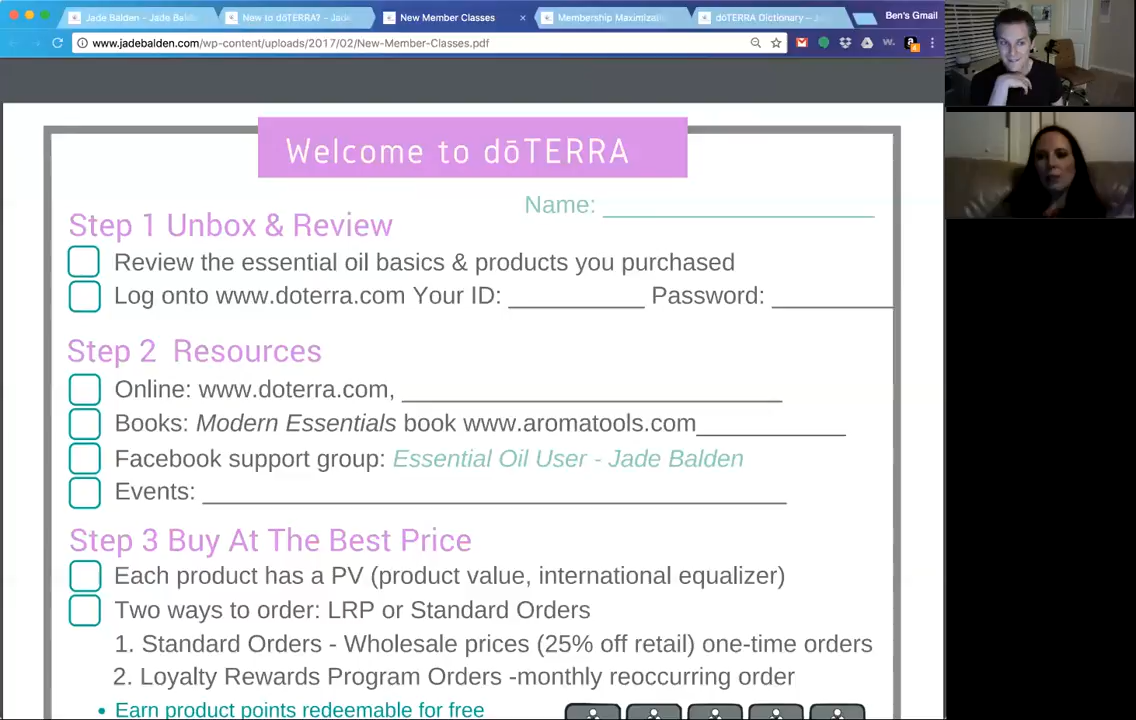 Jade Balden - Jade Bald
New to dōTERRA? - Jade
New Member Classes
Membership Maximizati
dōTERRA Dictionary – J
Ben's Gmail
www.jadebalden.com/wp-content/uploads/2017/02/New-Member-Classes.pdf
Welcome to dōTERRA
Name:
Step 1 Unbox & Review
Review the essential oil basics & products you purchased
Log onto www.doterra.com Your ID: Password:
Step 2 Resources
Online: www.doterra.com,
Books: Modern Essentials book www.aromatools.com
Facebook support group: Essential Oil User - Jade Balden
Events:
Step 3 Buy At The Best Price
Each product has a PV (product value, international equalizer)
Two ways to order: LRP or Standard Orders
1. Standard Orders - Wholesale prices (25% off retail) one-time orders
2. Loyalty Rewards Program Orders -monthly reoccurring order
• Earn product points redeemable for free